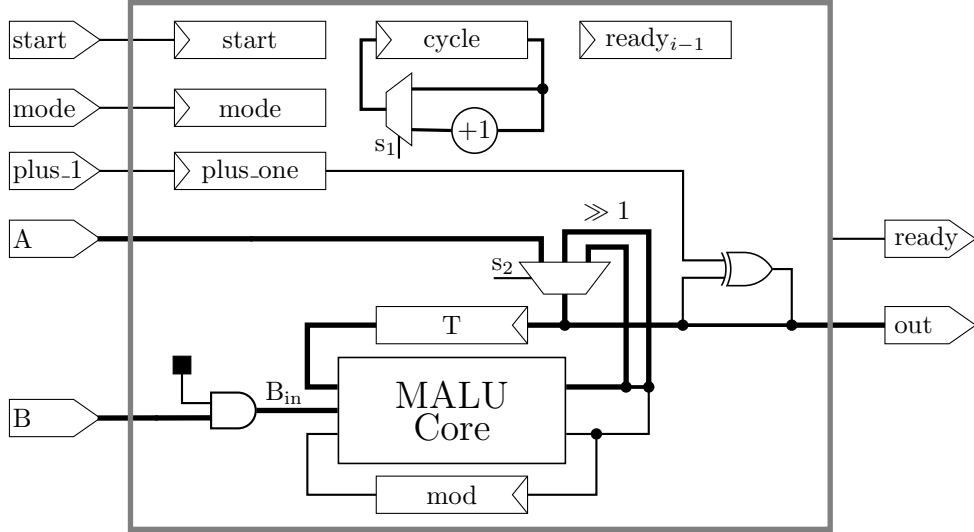 start
start
cycle
ready_{i−1}
mode
mode
+1
s_1
plus_1
plus_one
≫ 1
A
ready
s_2
T
out
MALU
Core
B_in
B
mod